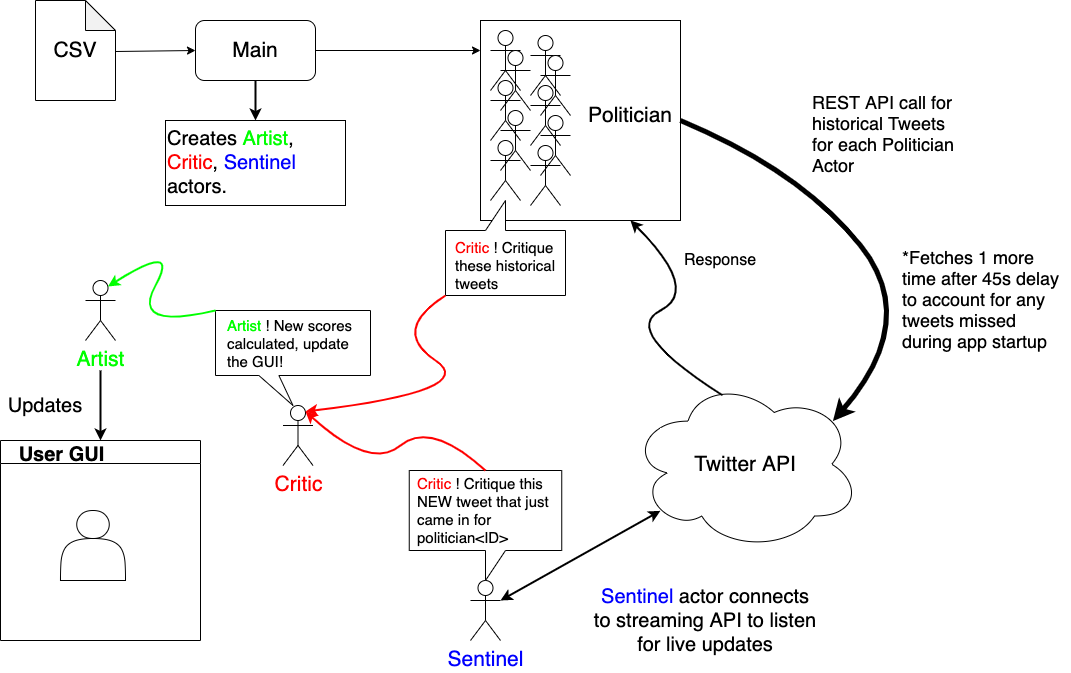 CSV
Main
Politician
Creates Artist,
Critic, Sentinel
actors.
REST API call for
historical Tweets
for each Politician
Actor
Critic ! Critique
these historical
tweets
Response
*Fetches 1 more
time after 45s delay
to account for any
tweets missed
during app startup
Artist ! New scores
calculated, update
the GUI!
Artist
Updates
User GUI
Critic
Critic ! Critique this
NEW tweet that just
came in for
politician<ID>
Twitter API
Sentinel actor connects
to streaming API to listen
for live updates
Sentinel